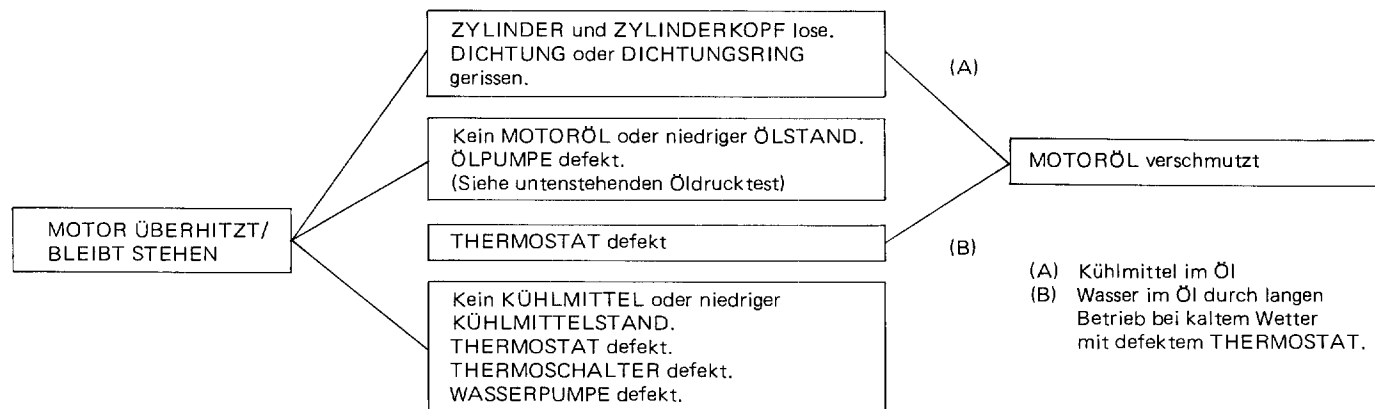 MOTOR ÜBERHITZT/
BLEIBT STEHEN
ZYLINDER und ZYLINDERKOPF lose.
DICHTUNG oder DICHTUNGSRING
gerissen.
Kein MOTORÖL oder niedriger ÖLSTAND.
ÖLPUMPE defekt.
(Siehe untenstehenden Öldrucktest)
THERMOSTAT defekt
Kein KÜHLMITTEL oder niedriger
KÜHLMITTELSTAND.
THERMOSTAT defekt.
THERMOSCHALTER defekt.
WASSERPUMPE defekt.
(A)
(B)
MOTORÖL verschmutzt
(A) Kühlmittel im Öl
(B) Wasser im Öl durch langen
Betrieb bei kaltem Wetter
mit defektem THERMOSTAT.